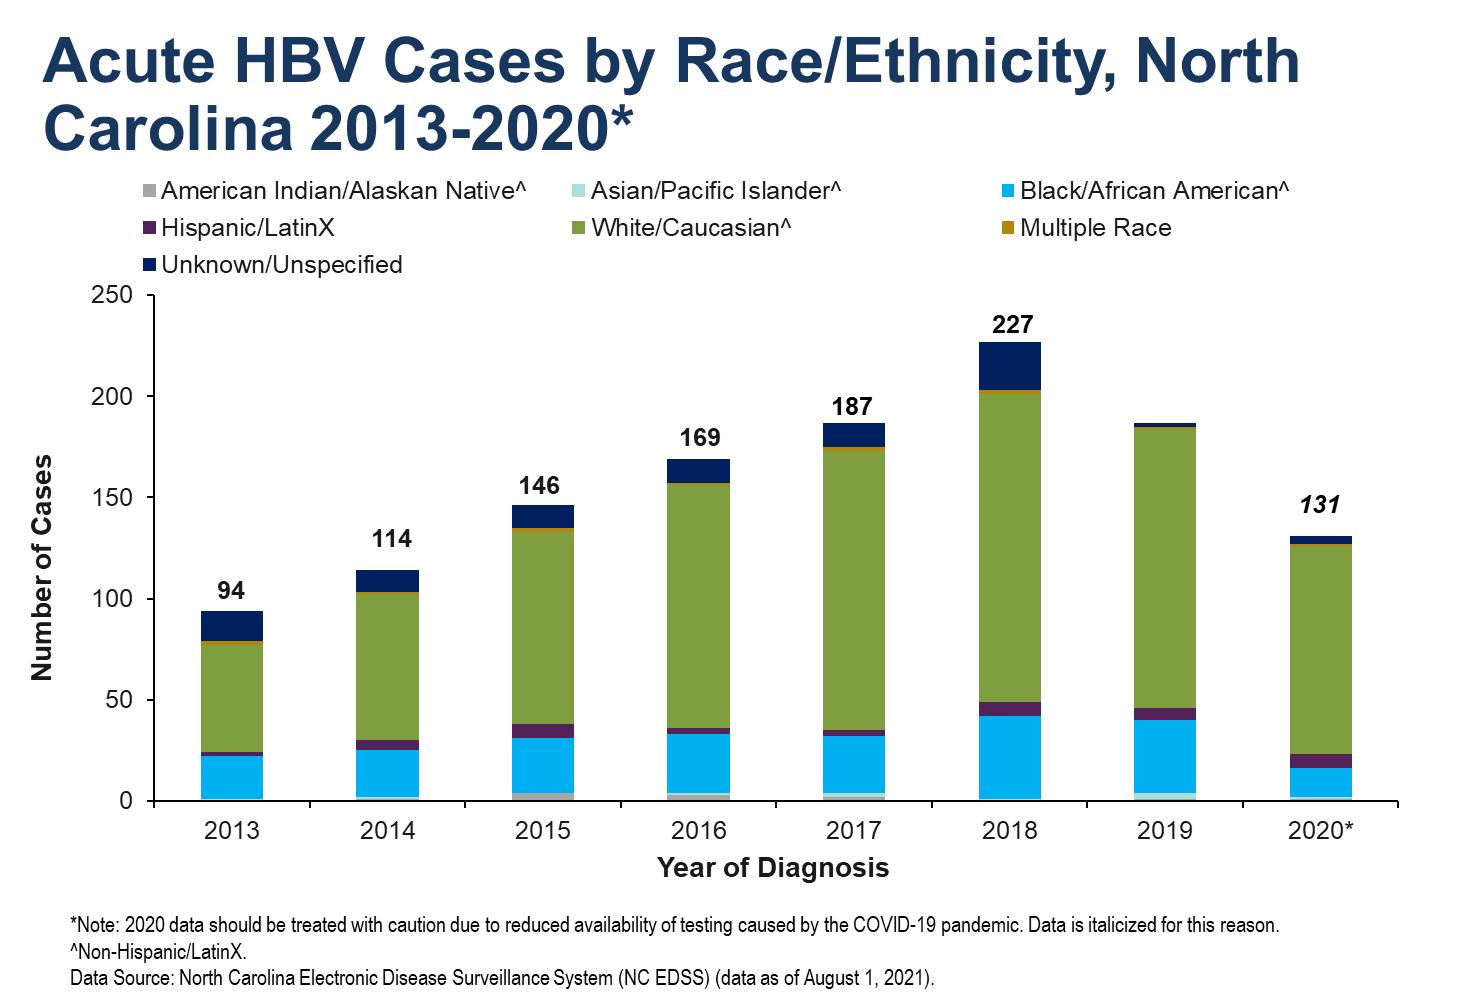 Acute HBV Cases by Race/Ethnicity, North
Carolina 2013-2020*
American Indian/Alaskan Native^ Asian/Pacific Islander^ Black/African American^
Hispanic/LatinX White/Caucasian^ Multiple Race
Unknown/Unspecified
Number of Cases
250
200
150
100
50
0
94
114
146
169
187
227
131
2013 2014 2015 2016 2017 2018 2019 2020*
Year of Diagnosis
*Note: 2020 data should be treated with caution due to reduced availability of testing caused by the COVID-19 pandemic. Data is italicized for this reason.
^Non-Hispanic/LatinX.
Data Source: North Carolina Electronic Disease Surveillance System (NC EDSS) (data as of August 1, 2021).